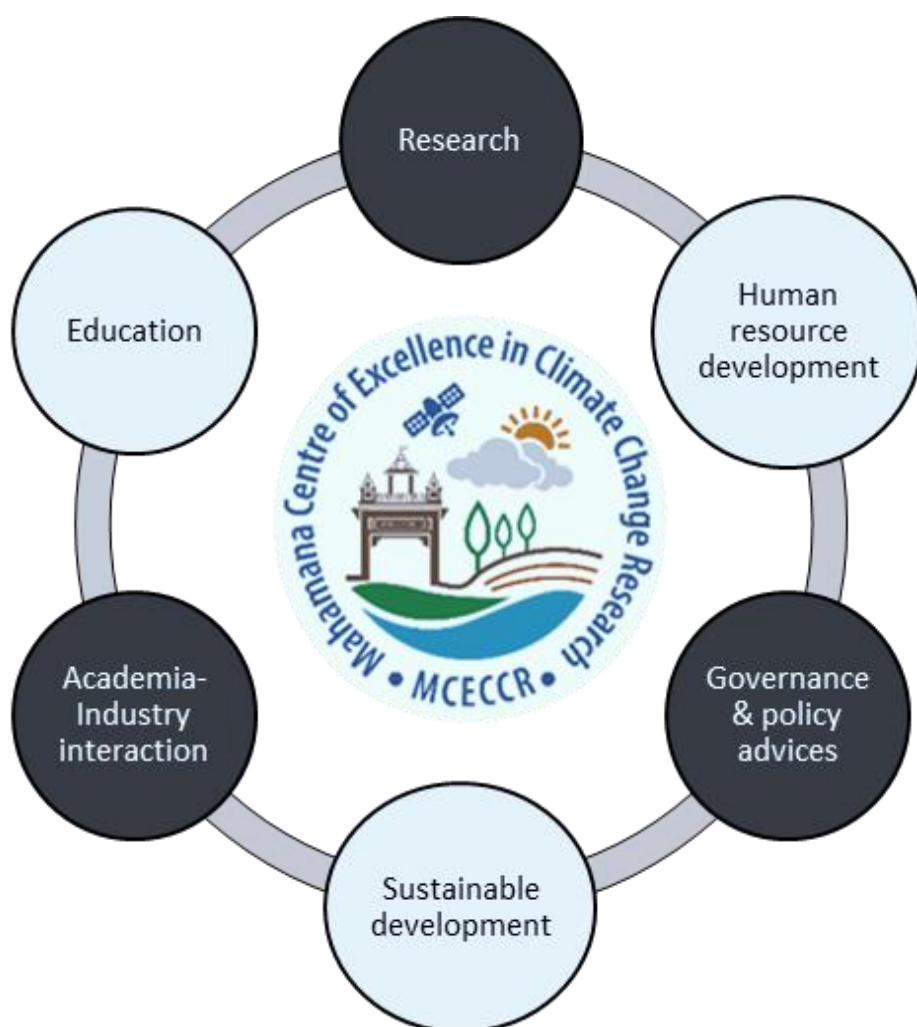 Research
Human
resource
development
Governance
& policy
advices
Sustainable
development
Academia-
Industry
interaction
Education
Mahamana Centre of Excellence in Climate Change Research
• MCECCR •